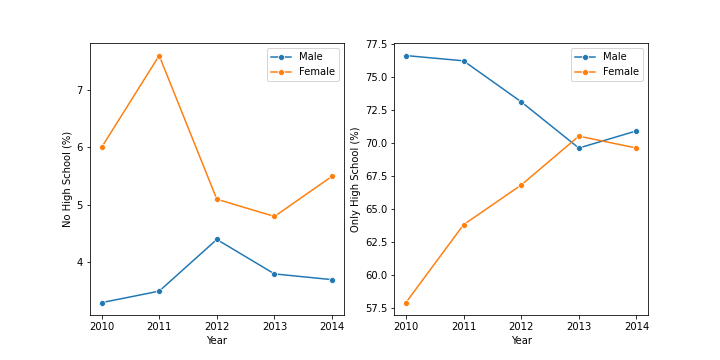 No High School (%)
7
6
5
4
2010 2011 2012 2013 2014
Year
Male
Female
Only High School (%)
77.5
75.0
72.5
70.0
67.5
65.0
62.5
60.0
57.5
2010 2011 2012 2013 2014
Year
Male
Female